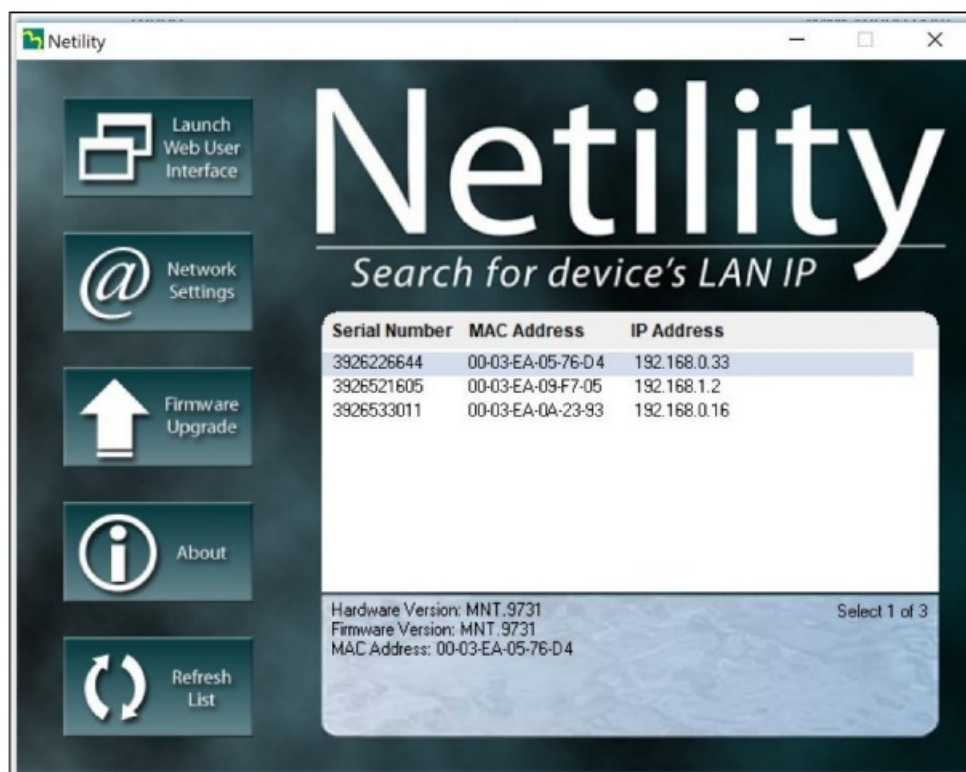 Netility
Launch
Web User
Interface
Network
Settings
Firmware
Upgrade
About
Refresh
List
Netility
Search for device's LAN IP
Serial Number MAC Address IP Address
3926226644 00-03-EA-05-76-D4 192.168.0.33
3926521605 00-03-EA-09-F7-05 192.168.1.2
3926533011 00-03-EA-0A-23-93 192.168.0.16
Hardware Version: MNT.9731 Select 1 of 3
Firmware Version: MNT.9731
MAC Address: 00-03-EA-05-76-D4